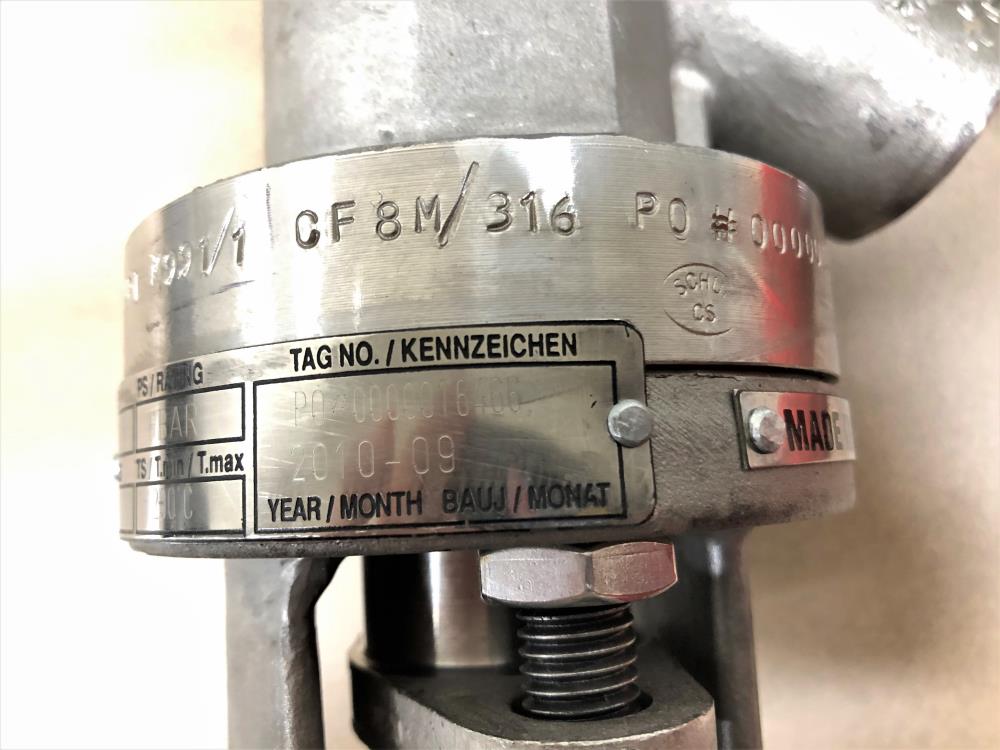 CF8M/316 PO #0000
SCHU
CS
PS/RATING
BAR
TS/T.min/T.max
TAG NO./KENNZEICHEN
2010-09
YEAR/MONTH BAUJ/MONAT
MADE